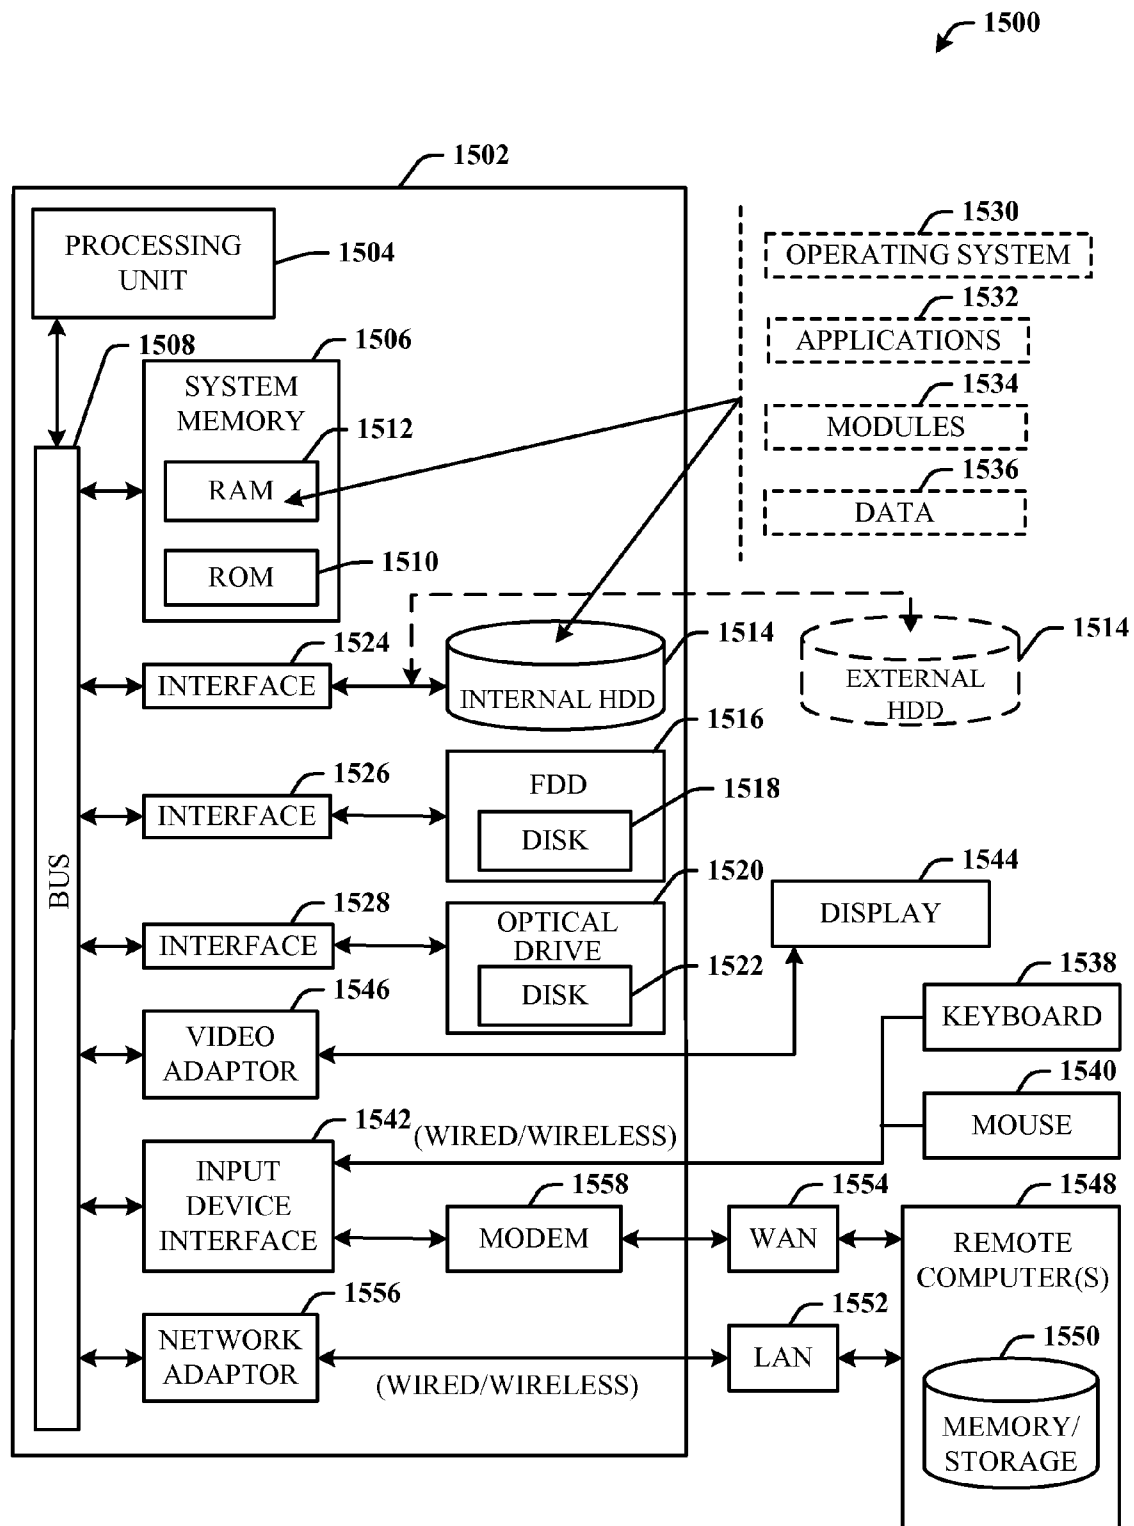 1500
1502
PROCESSING
UNIT
1504
1530
OPERATING SYSTEM
1532
APPLICATIONS
1534
MODULES
1536
DATA
1508
1506
SYSTEM
MEMORY
1512
RAM
1510
ROM
1524
INTERFACE
1514
INTERNAL HDD
1514
EXTERNAL
HDD
1526
INTERFACE
1516
FDD
1518
DISK
BUS
1528
INTERFACE
1520
OPTICAL
DRIVE
1522
DISK
1544
DISPLAY
1546
VIDEO
ADAPTOR
1538
KEYBOARD
1540
MOUSE
1542
(WIRED/WIRELESS)
INPUT
DEVICE
INTERFACE
1558
MODEM
1554
WAN
1548
REMOTE
COMPUTER(S)
1556
NETWORK
ADAPTOR
(WIRED/WIRELESS)
1552
LAN
1550
MEMORY/
STORAGE